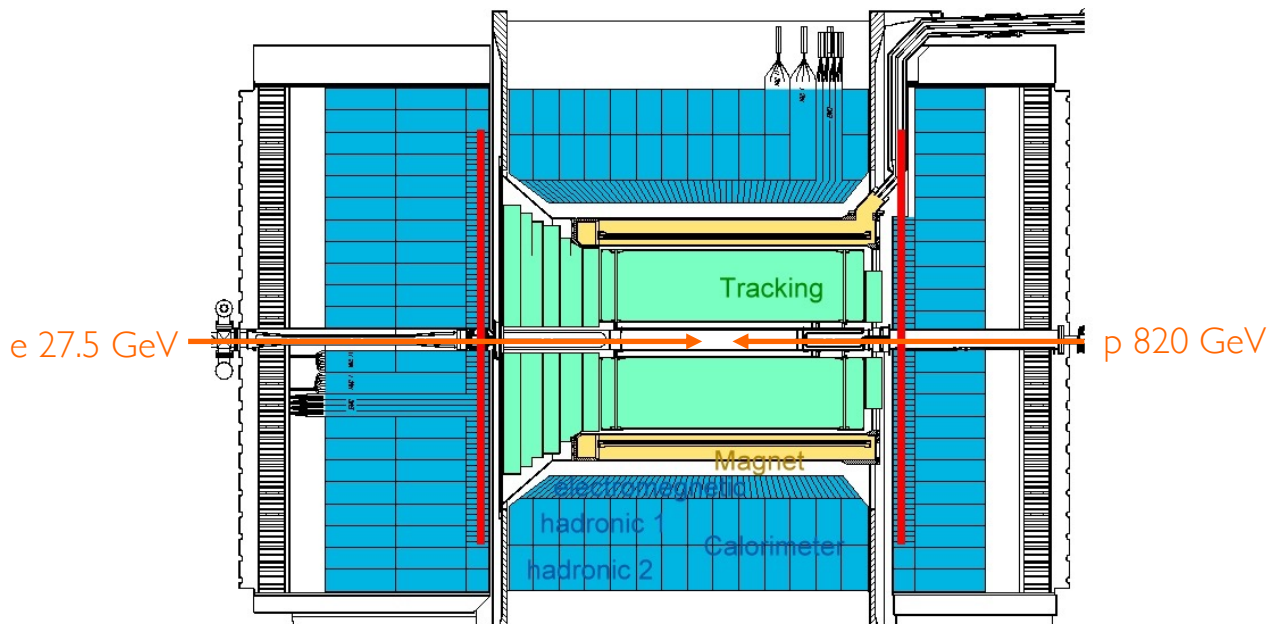 e 27.5 GeV
Tracking
p 820 GeV
Magnet
electromagnetic
hadronic 1
Calorimeter
hadronic 2